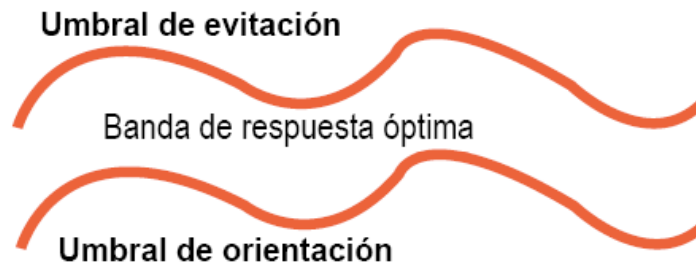 Umbral de evitación
Banda de respuesta óptima
Umbral de orientación